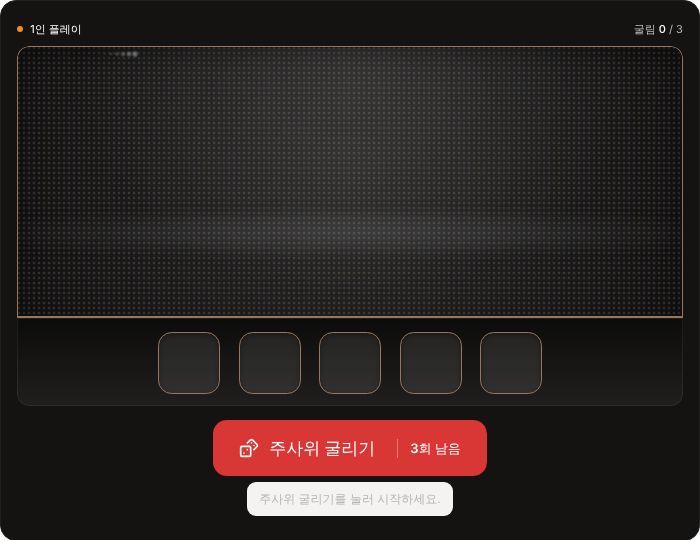 1인 플레이
굴림 0 / 3
주사위 굴리기
3회 남음
주사위 굴리기를 눌러 시작하세요.